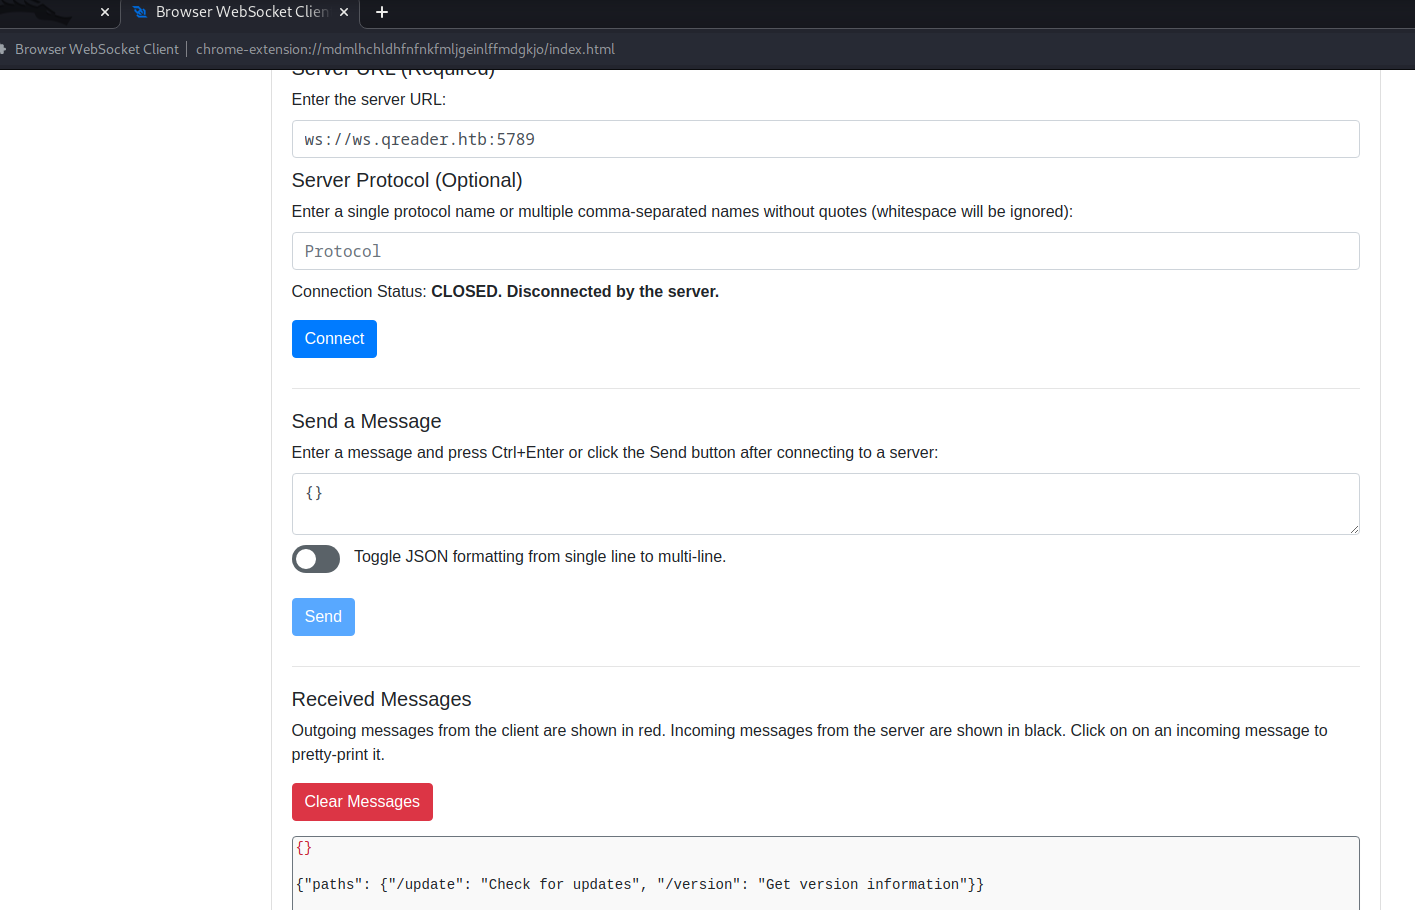 Browser WebSocket Clien
Browser WebSocket Client | chrome-extension://mdmlhchldhfnfnkfmljgeinlffmdgkjo/index.html
Server URL (Required)
Enter the server URL:
ws://ws.qreader.htb:5789
Server Protocol (Optional)
Enter a single protocol name or multiple comma-separated names without quotes (whitespace will be ignored):
Protocol
Connection Status: CLOSED. Disconnected by the server.
Connect
Send a Message
Enter a message and press Ctrl+Enter or click the Send button after connecting to a server:
{}
Toggle JSON formatting from single line to multi-line.
Send
Received Messages
Outgoing messages from the client are shown in red. Incoming messages from the server are shown in black. Click on on an incoming message to
pretty-print it.
Clear Messages
{}
{"paths": {"/update": "Check for updates", "/version": "Get version information"}}